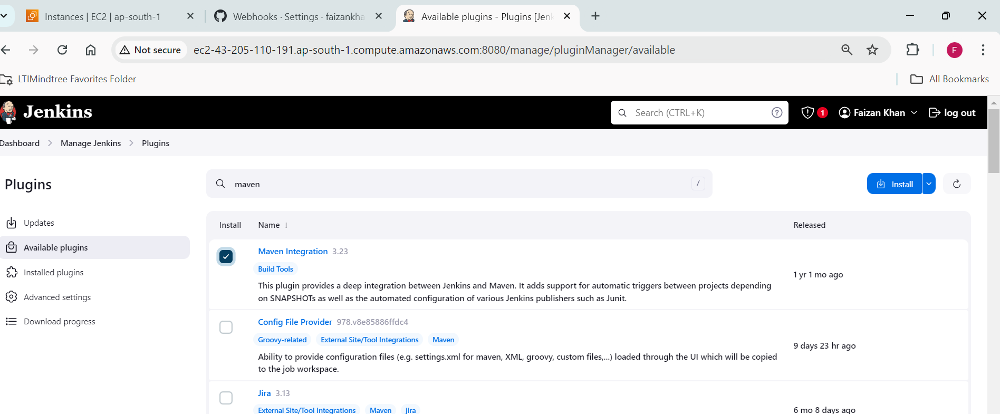 Instances | EC2 | ap-south-1
Webhooks · Settings · faizankha
Available plugins - Plugins [Jenk
Not secure
ec2-43-205-110-191.ap-south-1.compute.amazonaws.com:8080/manage/pluginManager/available
F
LTIMindtree Favorites Folder
All Bookmarks
Jenkins
Search (CTRL+K)
?
1
Faizan Khan
log out
Dashboard
Manage Jenkins
Plugins
Plugins
maven
/
Install
Updates
Available plugins
Installed plugins
Advanced settings
Download progress
Install Name ↓ Released
Maven Integration 3.23
Build Tools
This plugin provides a deep integration between Jenkins and Maven. It adds support for automatic triggers between projects depending
on SNAPSHOTs as well as the automated configuration of various Jenkins publishers such as Junit.
1 yr 1 mo ago
Config File Provider 978.v8e85886ffdc4
Groovy-related External Site/Tool Integrations Maven
Ability to provide configuration files (e.g. settings.xml for maven, XML, groovy, custom files,...) loaded through the UI which will be copied
to the job workspace.
9 days 23 hr ago
Jira 3.13
External Site/Tool Integrations Maven jira
6 mo 8 days ago